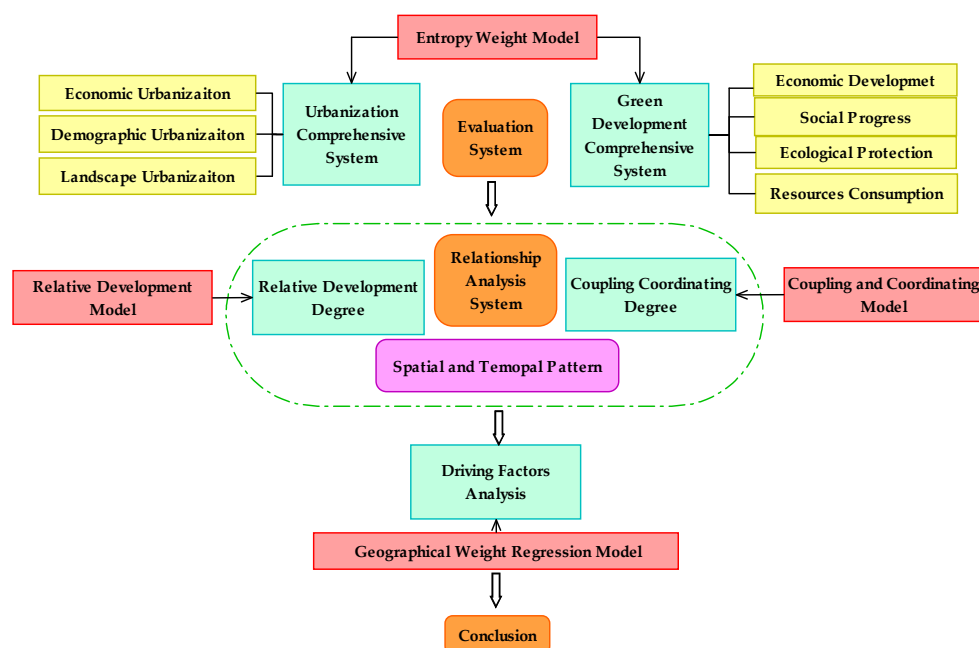 Entropy Weight Model
Economic Urbanizaiton
Demographic Urbanizaiton
Landscape Urbanizaiton
Urbanization
Comprehensive
System
Evaluation
System
Green
Development
Comprehensive
System
Economic Developmet
Social Progress
Ecological Protection
Resources Consumption
Relative Development
Model
Relative Development
Degree
Relationship
Analysis
System
Coupling Coordinating
Degree
Coupling and Coordinating
Model
Spatial and Temopal Pattern
Driving Factors
Analysis
Geographical Weight Regression Model
Conclusion